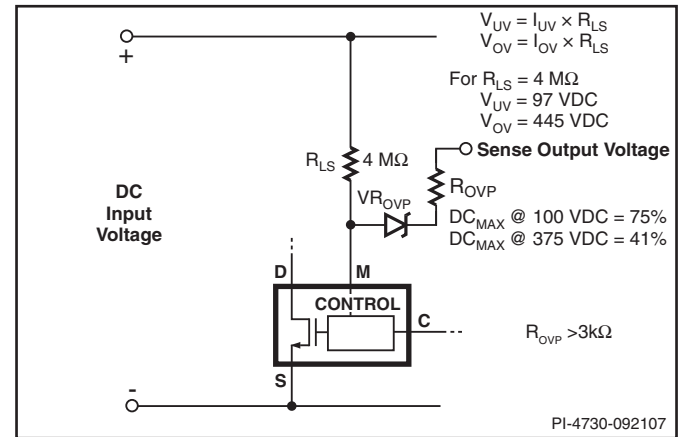 V_UV = I_UV × R_LS
V_OV = I_OV × R_LS
+
For R_LS = 4 MΩ
V_UV = 97 VDC
V_OV = 445 VDC
Sense Output Voltage
R_LS 4 MΩ
R_OVP
VR_OVP
DC
Input
Voltage
DC_MAX @ 100 VDC = 75%
DC_MAX @ 375 VDC = 41%
D
M
CONTROL
C
R_OVP >3kΩ
S
-
PI-4730-092107